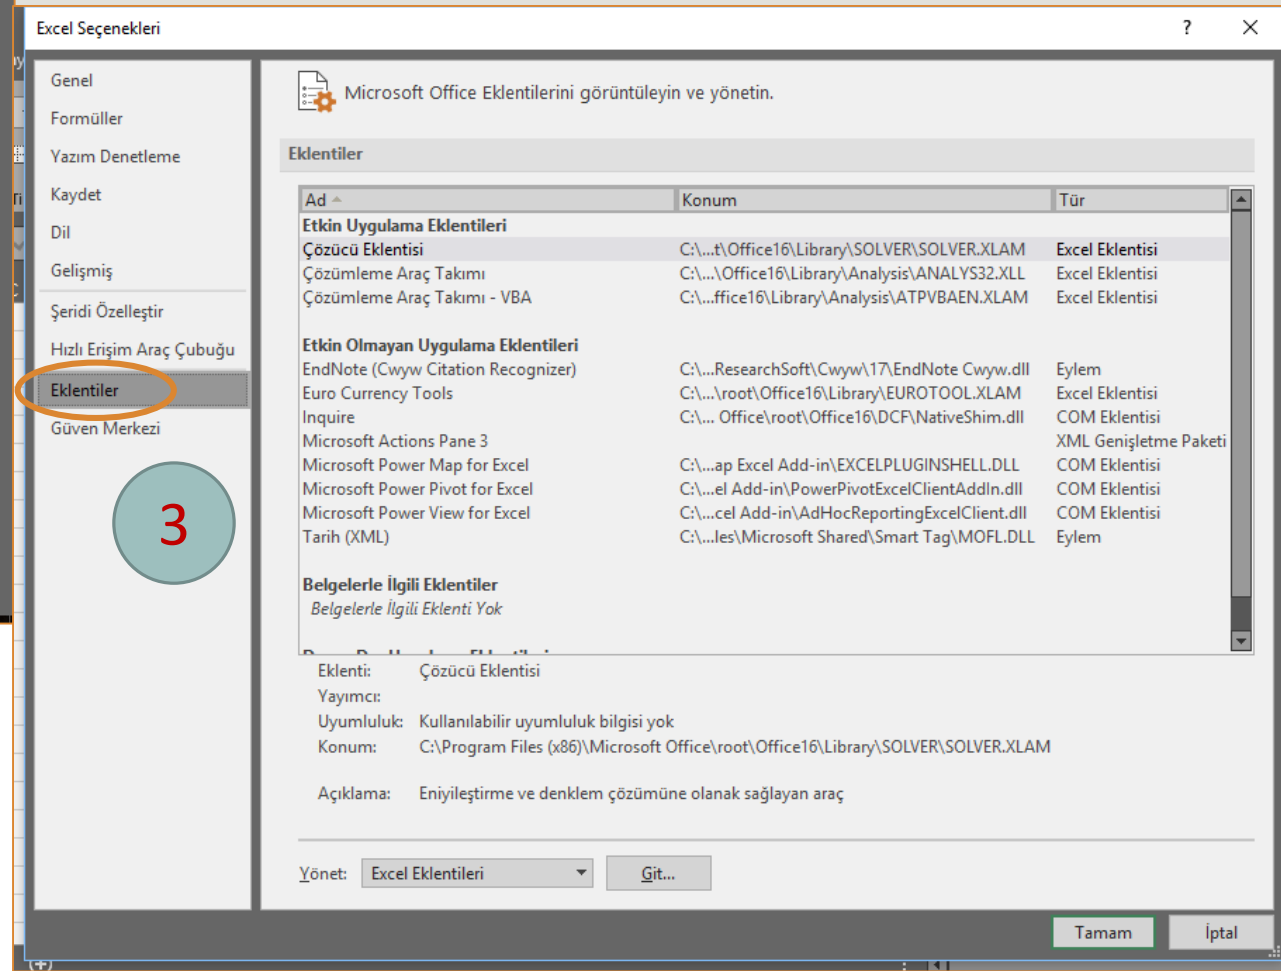 Excel Seçenekleri
?
Genel
Formüller
Yazım Denetleme
Kaydet
Dil
Gelişmiş
Şeridi Özelleştir
Hızlı Erişim Araç Çubuğu
Eklentiler
Güven Merkezi
3
Microsoft Office Eklentilerini görüntüleyin ve yönetin.
Eklentiler
Ad Konum Tür
Etkin Uygulama Eklentileri
Çözücü Eklentisi C:\...t\Office16\Library\SOLVER\SOLVER.XLAM Excel Eklentisi
Çözümleme Araç Takımı C:\...\Office16\Library\Analysis\ANALYS32.XLL Excel Eklentisi
Çözümleme Araç Takımı - VBA C:\...ffice16\Library\Analysis\ATPVBAEN.XLAM Excel Eklentisi
Etkin Olmayan Uygulama Eklentileri
EndNote (Cwyw Citation Recognizer) C:\...ResearchSoft\Cwyw\17\EndNote Cwyw.dll Eylem
Euro Currency Tools C:\...\root\Office16\Library\EUROTOOL.XLAM Excel Eklentisi
Inquire C:\... Office\root\Office16\DCF\NativeShim.dll COM Eklentisi
Microsoft Actions Pane 3 XML Genişletme Paketi
Microsoft Power Map for Excel C:\...ap Excel Add-in\EXCELPLUGINSHELL.DLL COM Eklentisi
Microsoft Power Pivot for Excel C:\...el Add-in\PowerPivotExcelClientAddIn.dll COM Eklentisi
Microsoft Power View for Excel C:\...cel Add-in\AdHocReportingExcelClient.dll COM Eklentisi
Tarih (XML) C:\...les\Microsoft Shared\Smart Tag\MOFL.DLL Eylem
Belgelerle İlgili Eklentiler
Belgelerle İlgili Eklenti Yok
Eklenti: Çözücü Eklentisi
Yayımcı:
Uyumluluk: Kullanılabilir uyumluluk bilgisi yok
Konum: C:\Program Files (x86)\Microsoft Office\root\Office16\Library\SOLVER\SOLVER.XLAM
Açıklama: Eniyileştirme ve denklem çözümüne olanak sağlayan araç
Yönet: Excel Eklentileri Git...
Tamam İptal